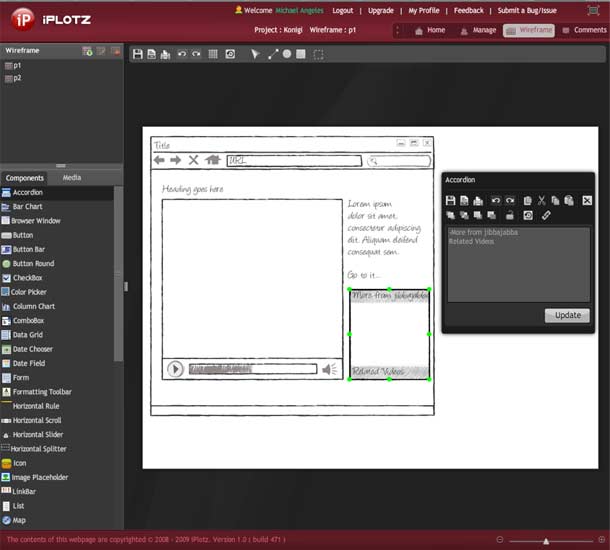 iP iPLOTZ
Welcome Michael Angeles Logout | Upgrade | My Profile | Feedback | Submit a Bug/Issue
Project : Konigi Wireframe : p1
Home Manage Wireframe Comments
Wireframe
p1
p2
Components Media
Accordion
Bar Chart
Browser Window
Button
Button Bar
Button Round
CheckBox
Color Picker
Column Chart
ComboBox
Data Grid
Date Chooser
Date Field
Form
Formatting Toolbar
Horizontal Rule
Horizontal Scroll
Horizontal Slider
Horizontal Splitter
Icon
Image Placeholder
LinkBar
List
Map
Title
URL
Heading goes here
Lorem ipsum
dolor sit amet,
consectetur adipiscing
elit. Aliquam eleifend
consequat sem.
Go to it...
More from jibbajabba
Related Videos
Accordion
-More from jibbajabba
Related Videos
Update
The contents of this webpage are copyrighted © 2008 - 2009 iPlotz. Version 1.0 ( build 471 )